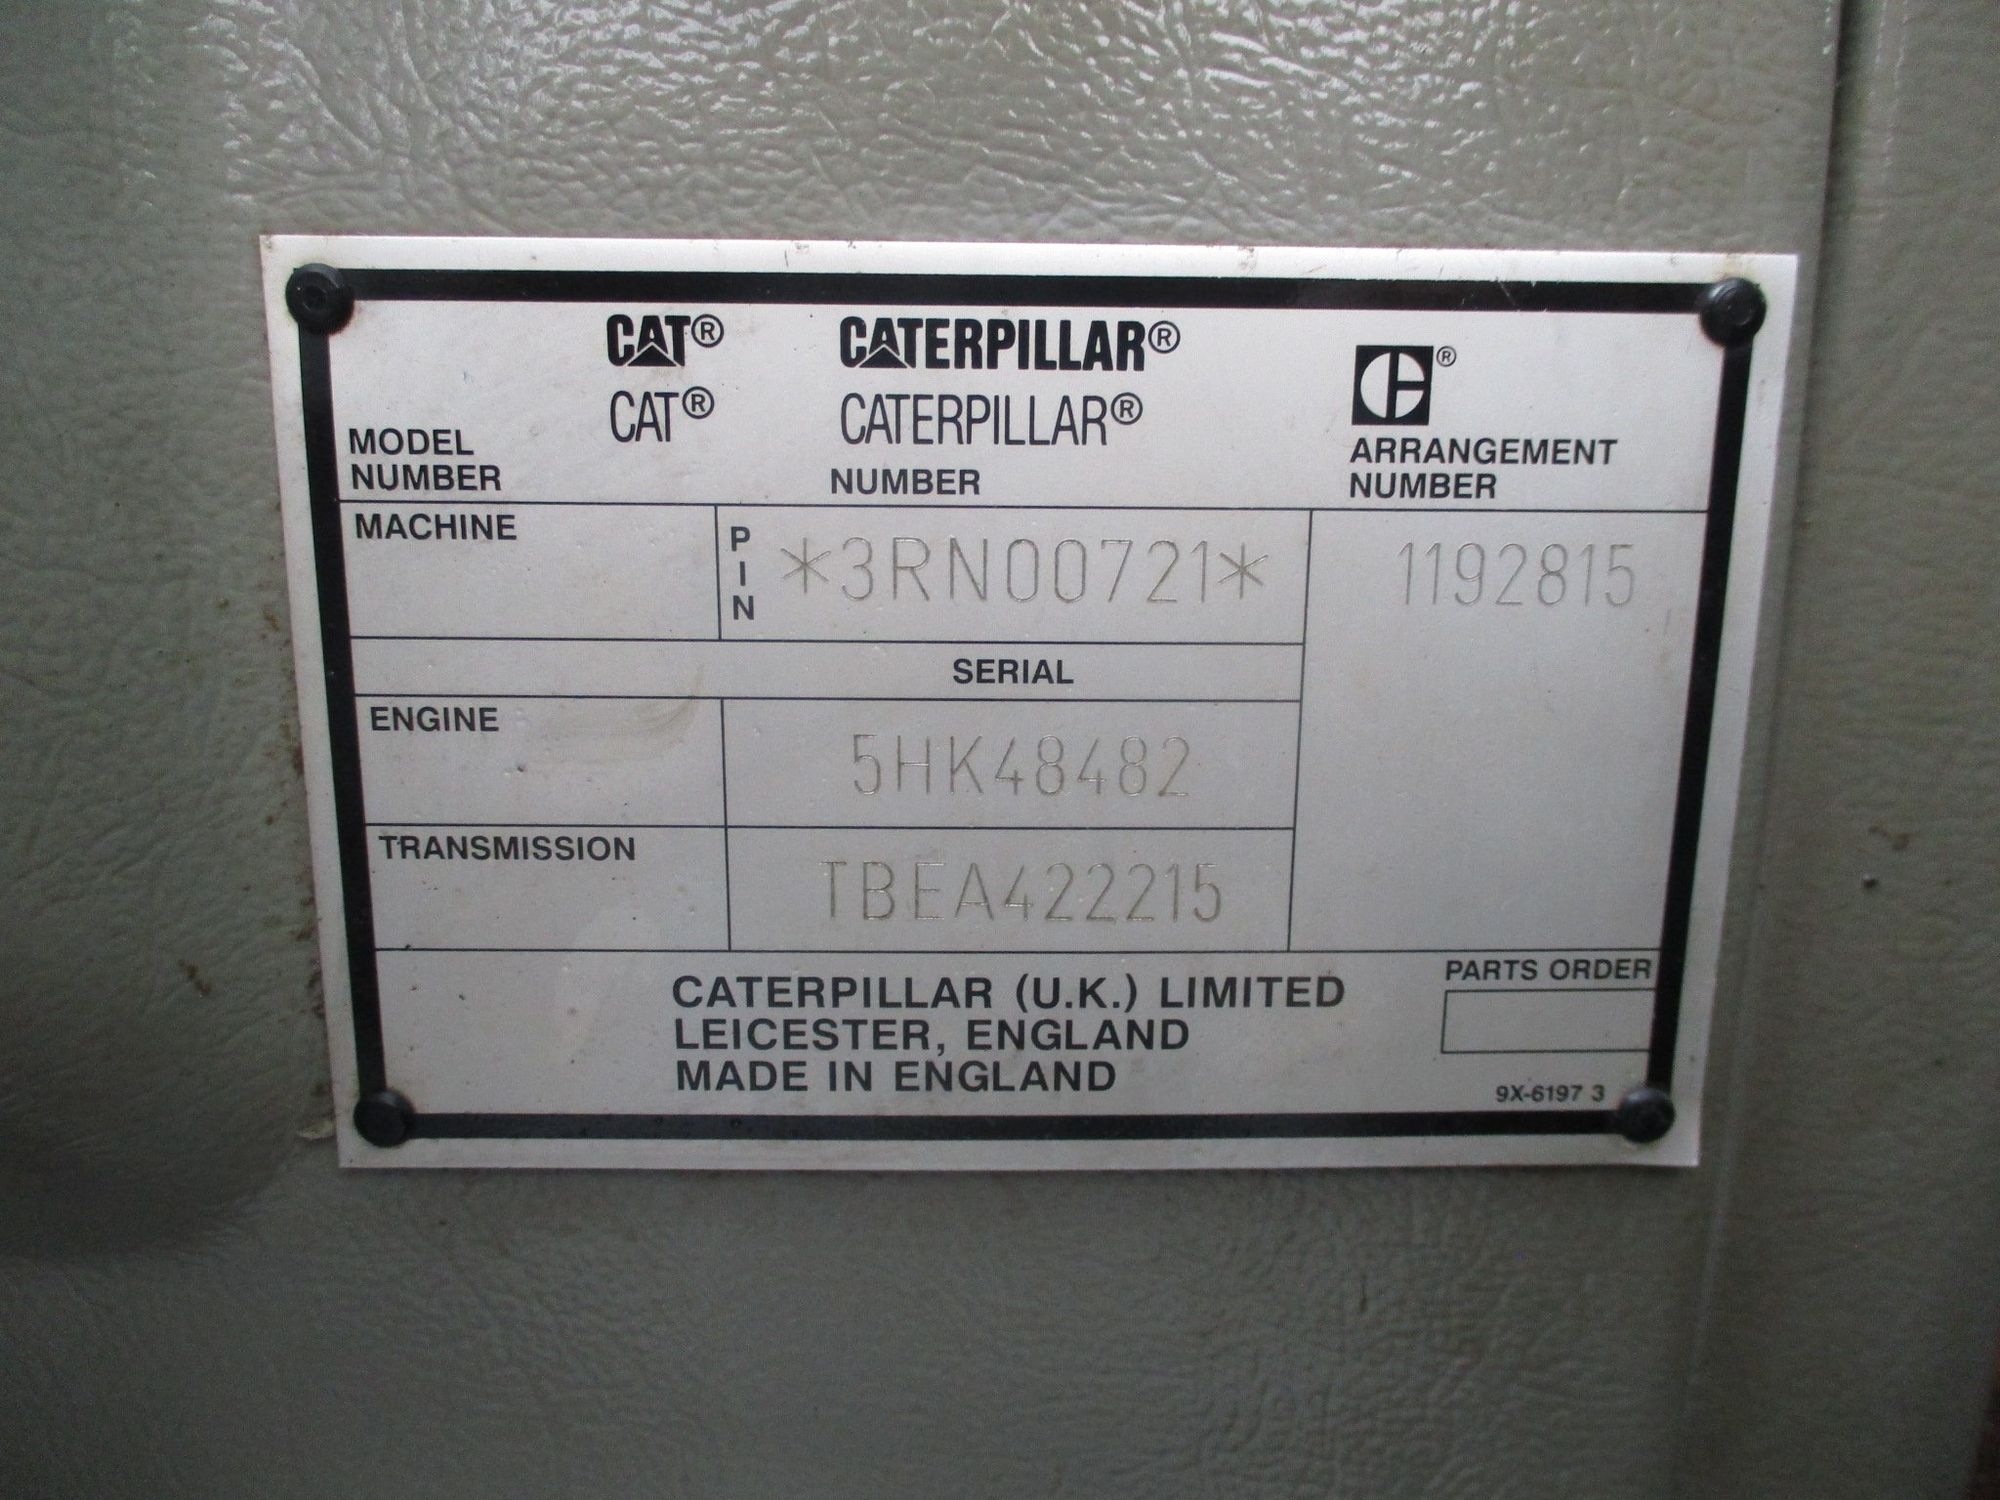 CAT® CATERPILLAR®
CAT® CATERPILLAR®
MODEL
NUMBER
NUMBER
ARRANGEMENT
NUMBER
MACHINE
PIN
*3RN00721*
1192815
SERIAL
ENGINE
5HK48482
TRANSMISSION
TBEA422215
CATERPILLAR (U.K.) LIMITED
LEICESTER, ENGLAND
MADE IN ENGLAND
PARTS ORDER
9X-6197 3